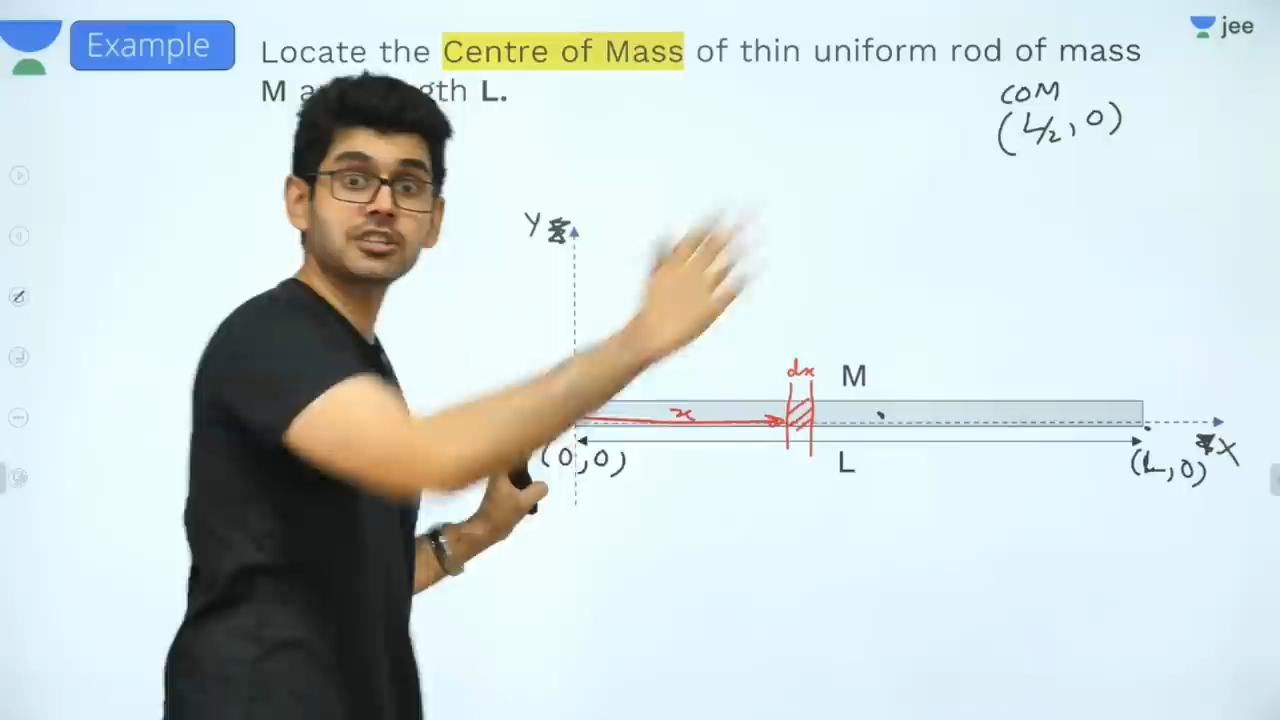 Example
jee
Locate the Centre of Mass of thin uniform rod of mass
M L.
COM
(L/2, 0)
Y
dx
M
x
(0,0)
L
(L,0)
X